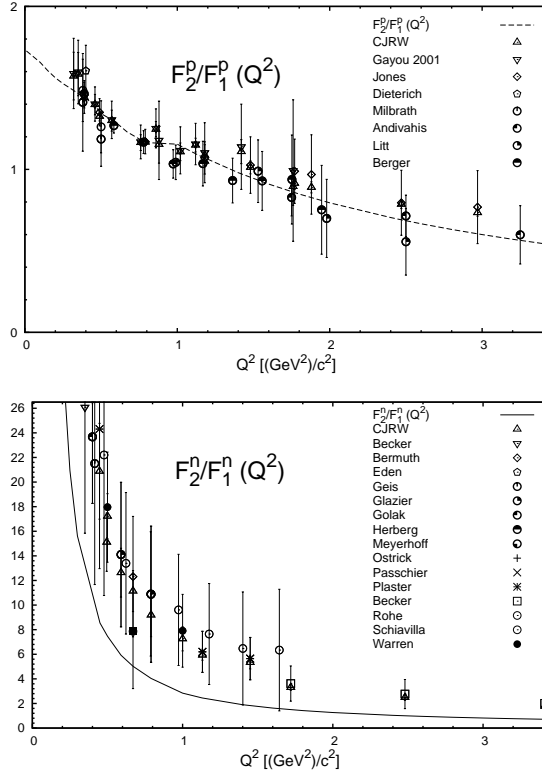 F₂ᵖ/F₁ᵖ (Q²)
F₂ᵖ/F₁ᵖ (Q²)
CJRW
Gayou 2001
Jones
Dieterich
Milbrath
Andivahis
Litt
Berger
2
1
0
0 1 2 3
Q² [(GeV²)/c²]
F₂ⁿ/F₁ⁿ (Q²)
F₂ⁿ/F₁ⁿ (Q²)
CJRW
Becker
Bermuth
Eden
Geis
Glazier
Golak
Herberg
Meyerhoff
Ostrick
Passchier
Plaster
Becker
Rohe
Schiavilla
Warren
26
24
22
20
18
16
14
12
10
8
6
4
2
0
0 1 2 3
Q² [(GeV²)/c²]